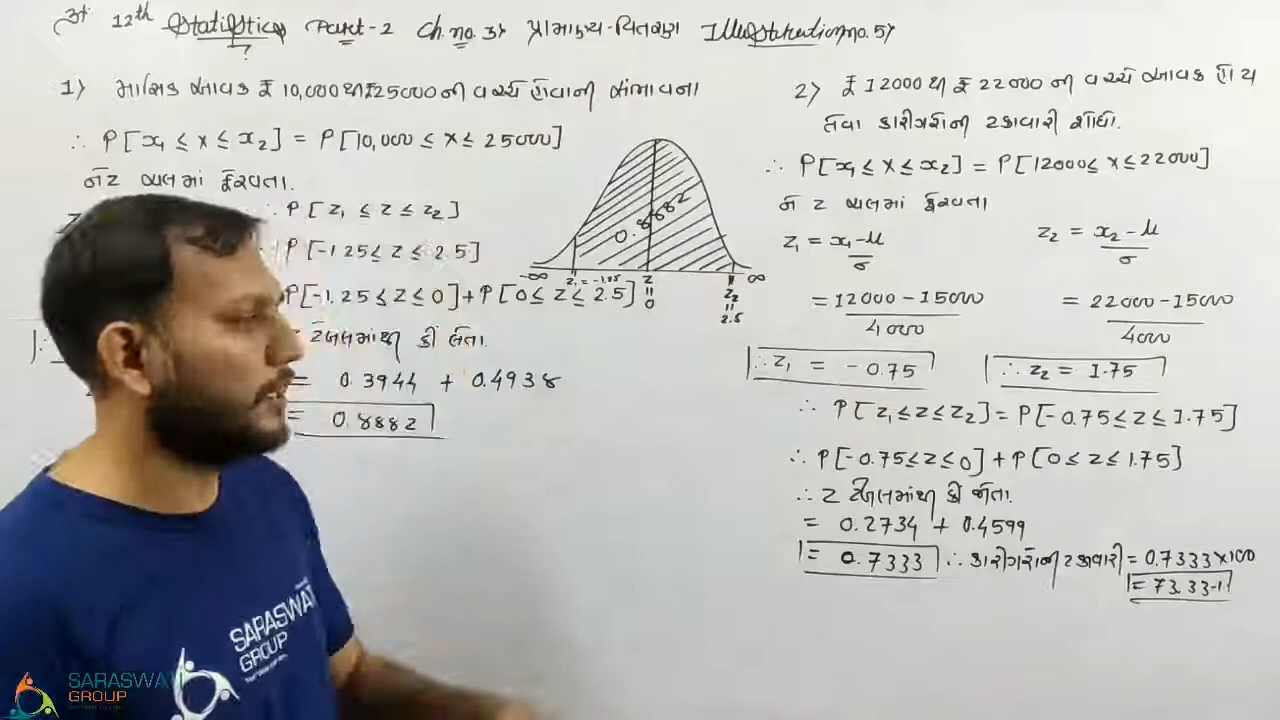 ૐ 12th Statistics Part-2 Ch. no. 3) પ્રામાણ્ય-વિતરણ Illustration no. 5)
1) માસિક આવક ₹ 10,000 થી ₹25000 ની વચ્ચે હોવાની સંભાવના
∴ P[x₁ ≤ x ≤ x₂] = P[10,000 ≤ x ≤ 25000]
ને z ચલમાં ફેરવતા.
∴ P[z₁ ≤ z ≤ z₂]
P[-1.25 ≤ z ≤ 2.5]
P[-1.25 ≤ z ≤ 0] + P[0 ≤ z ≤ 2.5]
= 0.3944 + 0.4938
= 0.8882
0.8882
-∞ z₁ = -1.25 z = 0 z₂ = 2.5 ∞
2) ₹ 12000 થી ₹ 22000 ની વચ્ચે આવક હોય
તેવા કારીગરોની ટકાવારી શોધો.
∴ P[x₁ ≤ x ≤ x₂] = P[12000 ≤ x ≤ 22000]
ને z ચલમાં ફેરવતા
z₁ = x₁ - μ / σ z₂ = x₂ - μ / σ
= 12000 - 15000 / 4000 = 22000 - 15000 / 4000
∴ z₁ = -0.75 ∴ z₂ = 1.75
∴ P[z₁ ≤ z ≤ z₂] = P[-0.75 ≤ z ≤ 1.75]
∴ P[-0.75 ≤ z ≤ 0] + P[0 ≤ z ≤ 1.75]
∴ z ટેબલમાંથી કી જોતા.
= 0.2734 + 0.4599
= 0.7333 ∴ કારીગરોની ટકાવારી = 0.7333 × 100
= 73.33%
SARASWATI
GROUP
SARASWATI
GROUP